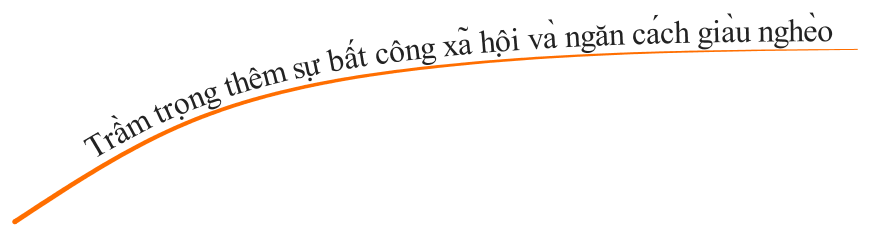 Trầm trọng thêm sự bất công xã hội và ngăn cách giàu nghèo